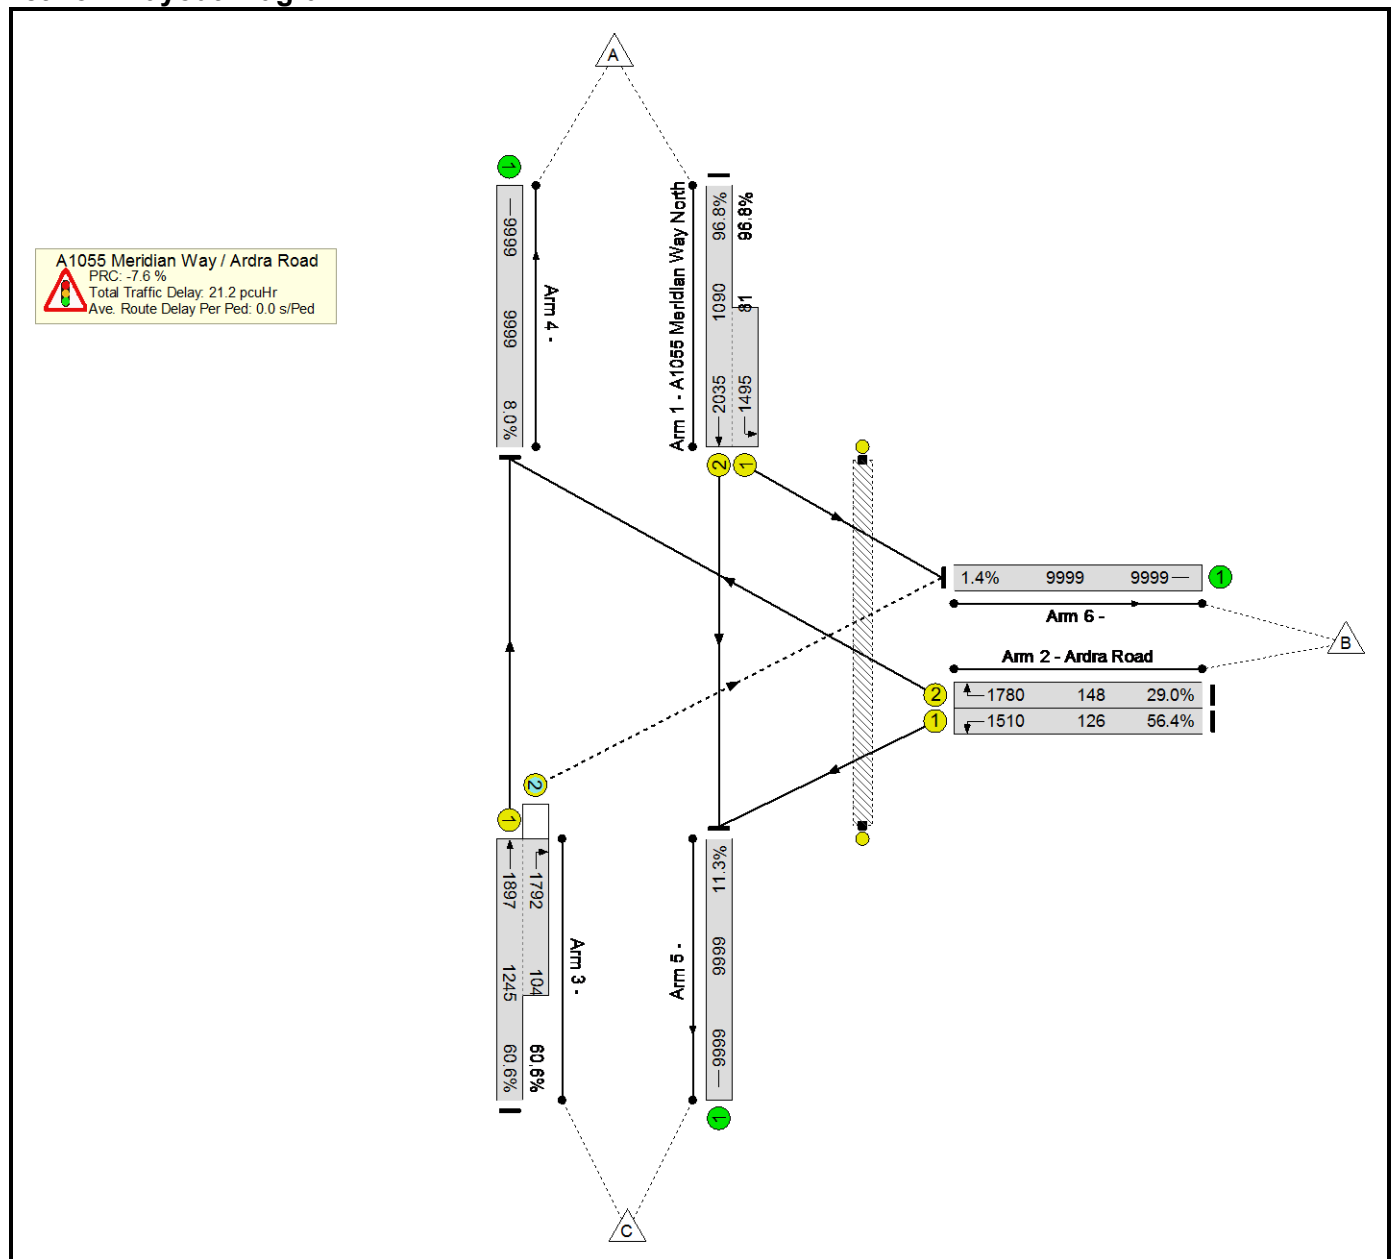 A
1
A1055 Meridian Way / Ardra Road
PRC: -7.6 %
Total Traffic Delay: 21.2 pcuHr
Ave. Route Delay Per Ped: 0.0 s/Ped
9999
9999
8.0%
Arm 4 -
Arm 1 - A1055 Meridian Way North
96.8%
1090
2035
96.8%
81
1495
2
1
1.4% 9999 9999
1
Arm 6 -
B
Arm 2 - Ardra Road
2 1780 148 29.0%
1 1510 126 56.4%
2
1
1897
1245
60.6%
1792
104
60.6%
Arm 3 -
Arm 5 -
11.3%
9999
9999
1
C